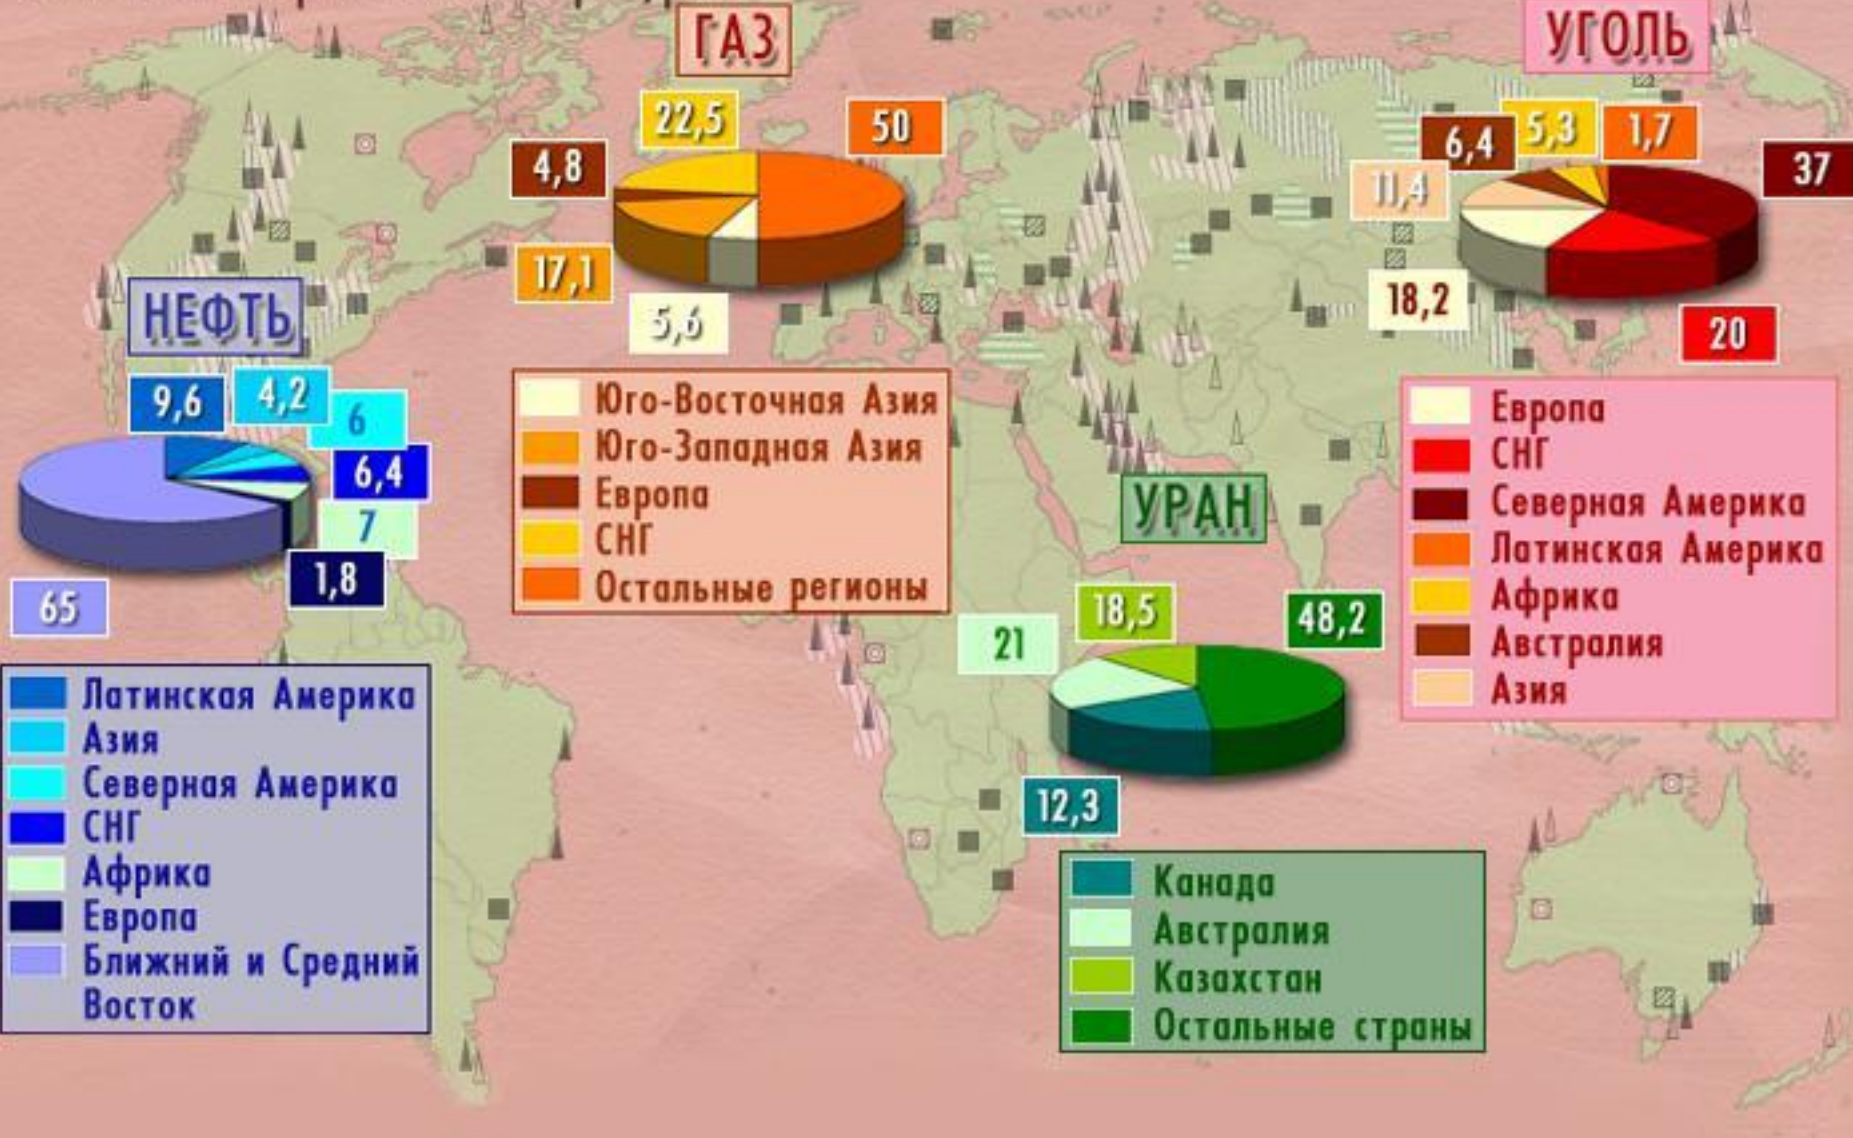 ГАЗ
УГОЛЬ
22,5
50
4,8
17,1
5,6
5,3
1,7
6,4
37
11,4
18,2
20
НЕФТЬ
9,6
4,2
6
6,4
7
1,8
65
Юго-Восточная Азия
Юго-Западная Азия
Европа
СНГ
Остальные регионы
Европа
СНГ
Северная Америка
Латинская Америка
Африка
Австралия
Азия
УРАН
18,5
48,2
21
12,3
Латинская Америка
Азия
Северная Америка
СНГ
Африка
Европа
Ближний и Средний
Восток
Канада
Австралия
Казахстан
Остальные страны